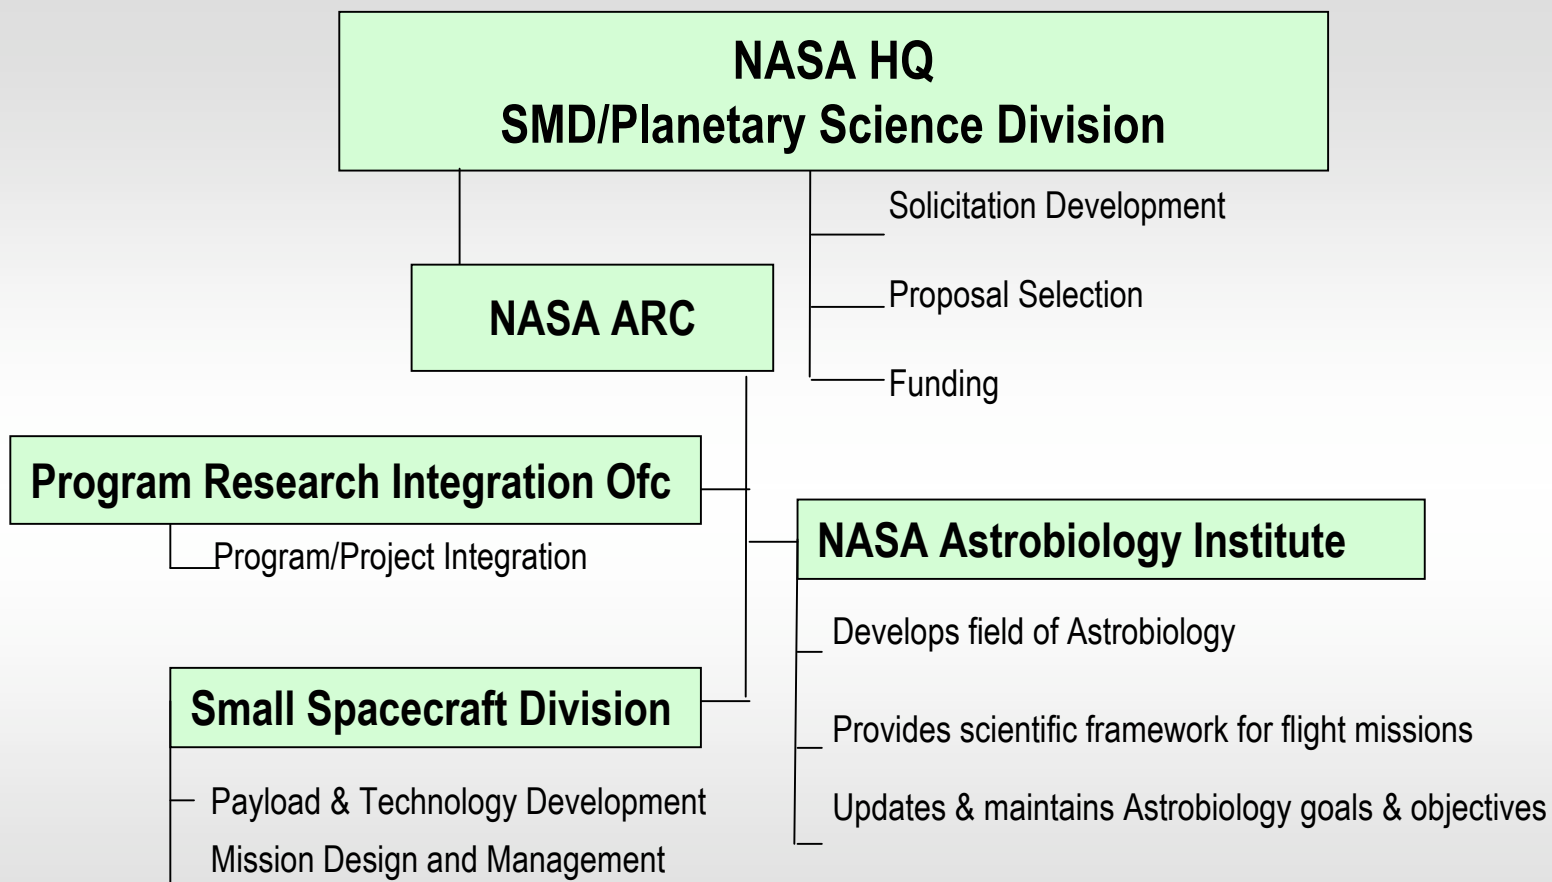 NASA HQ
SMD/Planetary Science Division
Solicitation Development
Proposal Selection
Funding
NASA ARC
Program Research Integration Ofc
Program/Project Integration
NASA Astrobiology Institute
Develops field of Astrobiology
Provides scientific framework for flight missions
Updates & maintains Astrobiology goals & objectives
Small Spacecraft Division
Payload & Technology Development
Mission Design and Management